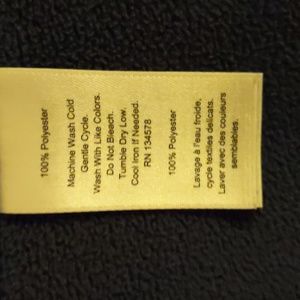 100% Polyester
Machine Wash Cold
Gentle Cycle.
Wash With Like Colors.
Do Not Bleach.
Tumble Dry Low.
Cool Iron If Needed.
RN 134578
100% Polyester
Lavage à l'eau froide,
cycle textiles délicats.
Laver avec des couleurs
semblables.